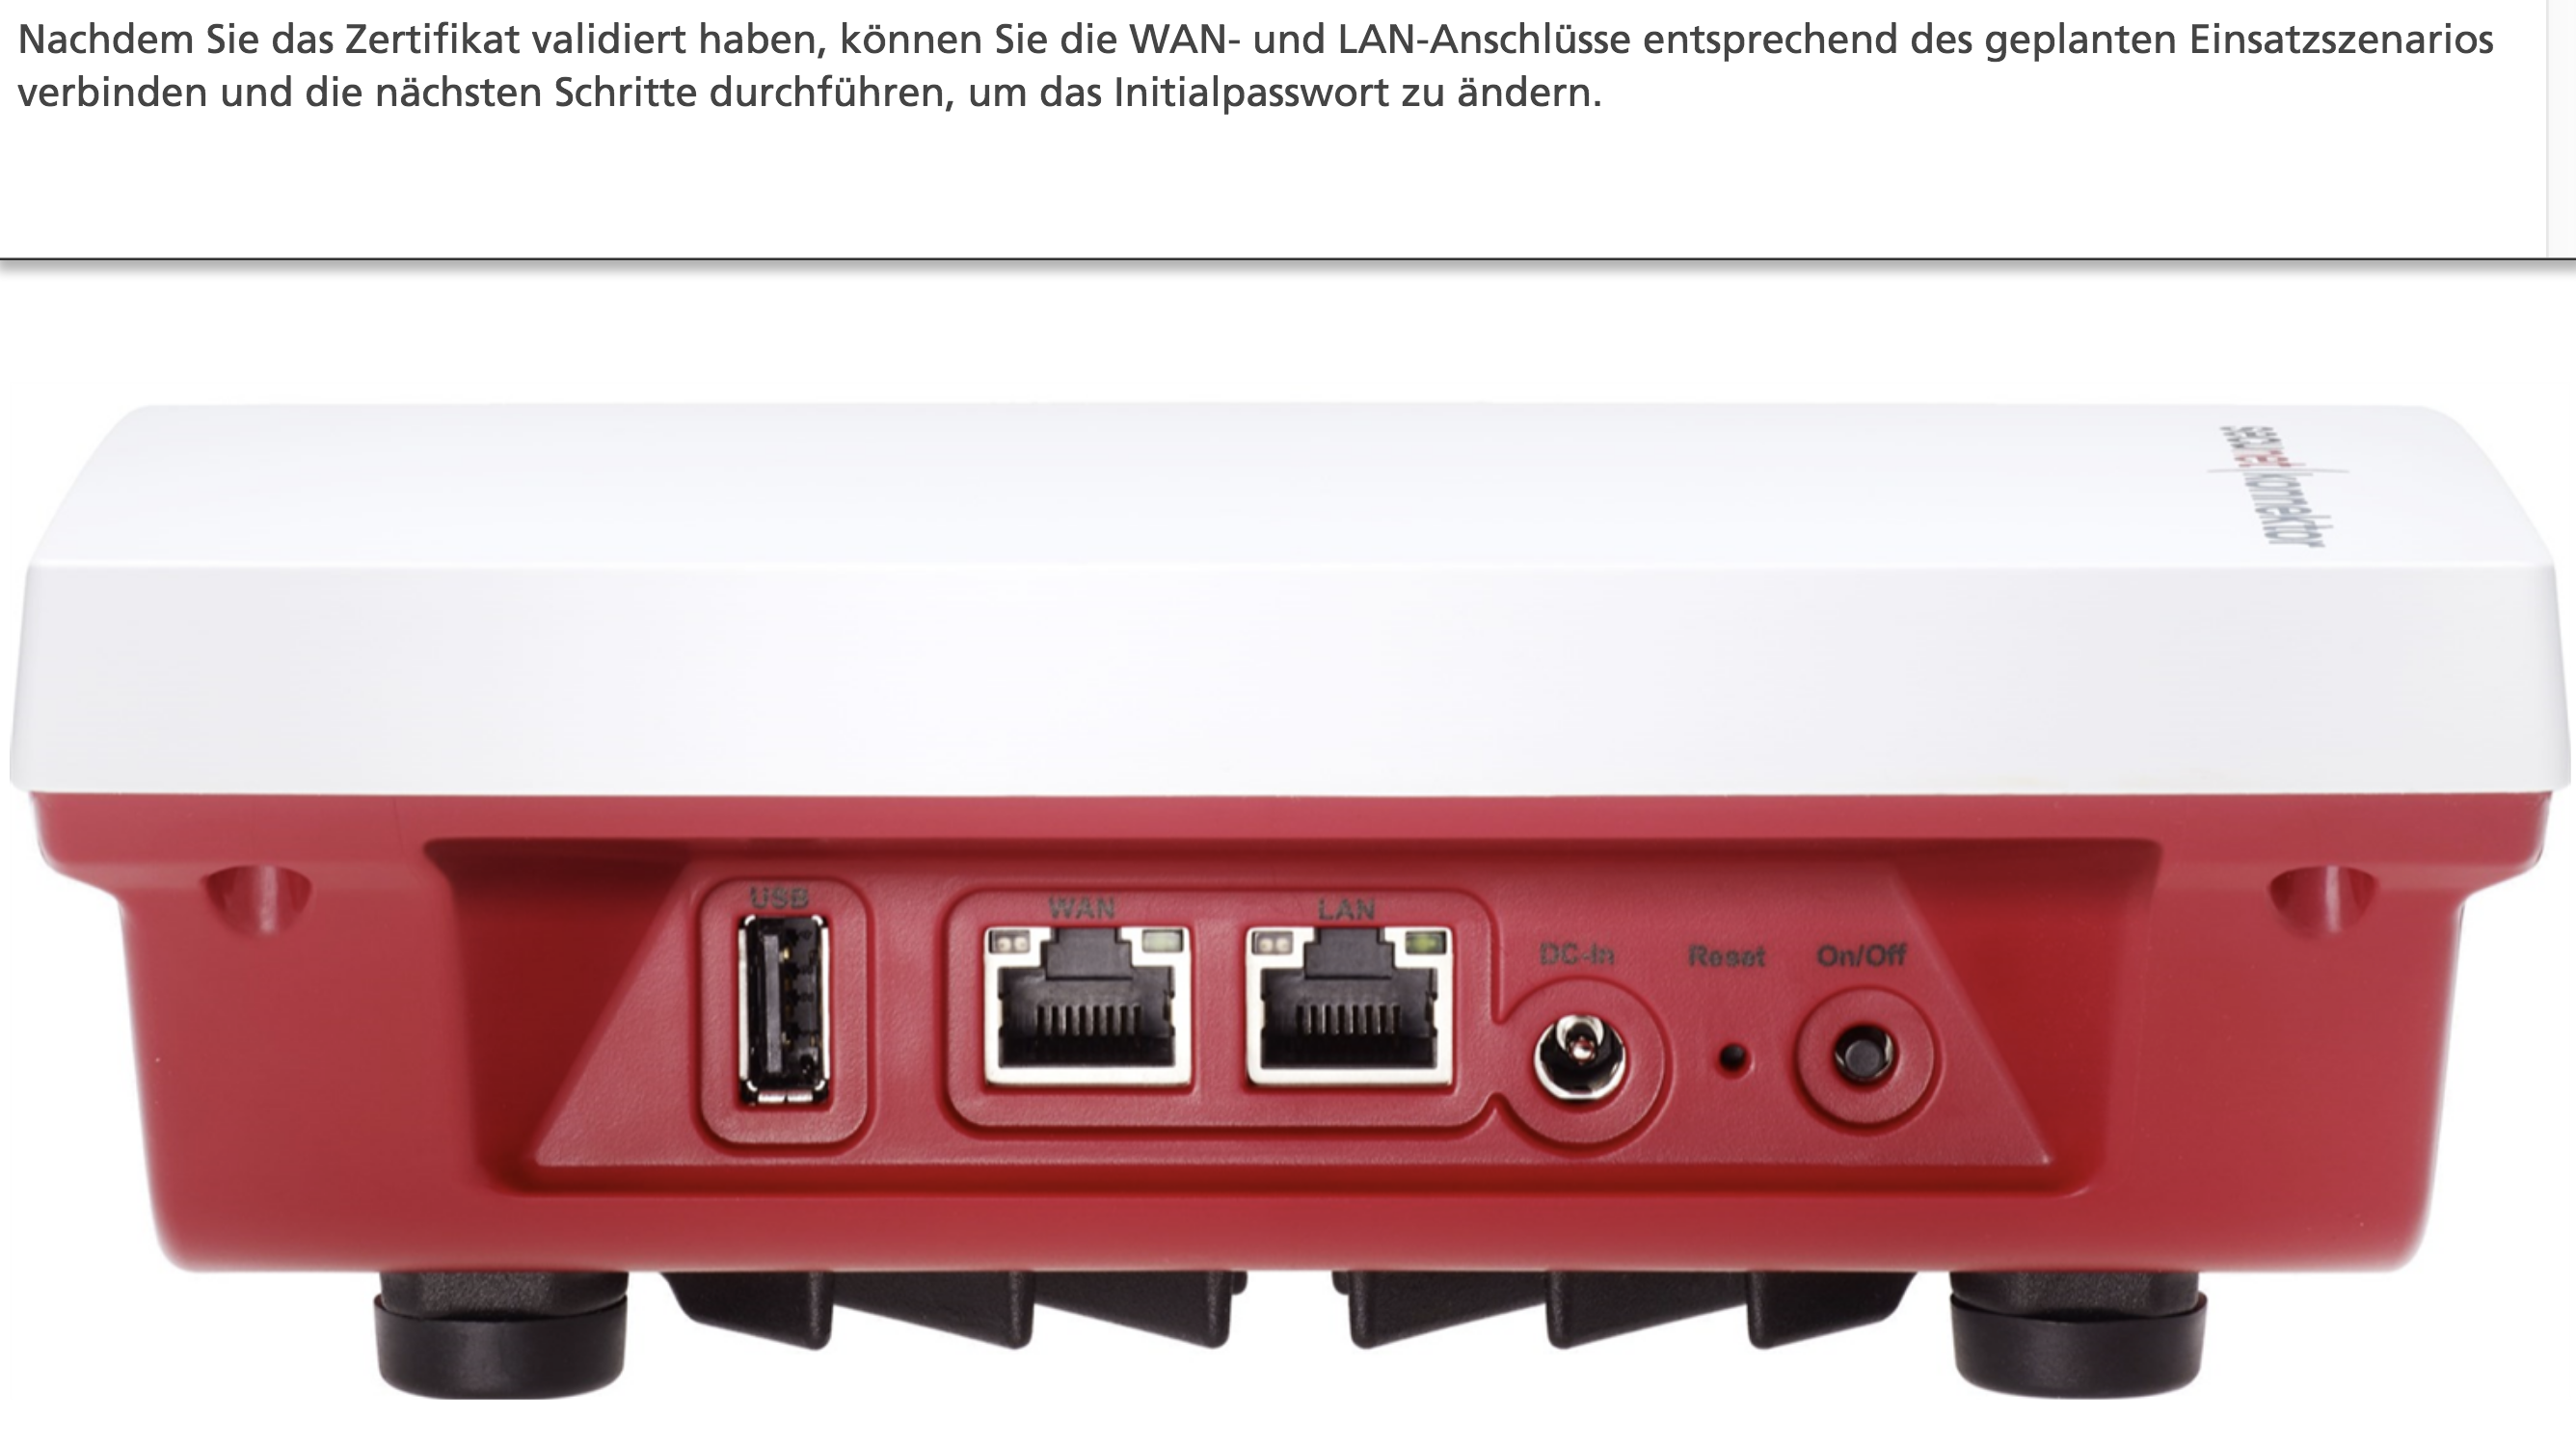 Nachdem Sie das Zertifikat validiert haben, können Sie die WAN- und LAN-Anschlüsse entsprechend des geplanten Einsatzszenarios
verbinden und die nächsten Schritte durchführen, um das Initialpasswort zu ändern.
secunet konnektor
USB
WAN
LAN
DC-In
Reset
On/Off